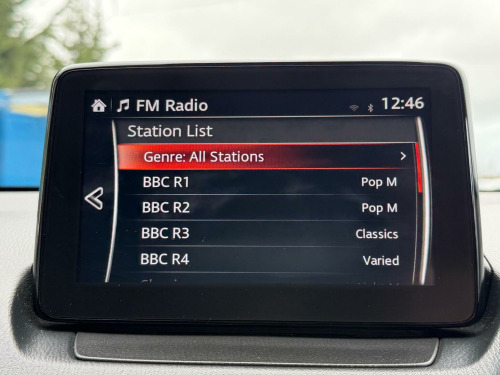 FM Radio 12:46
Station List
Genre: All Stations
BBC R1 Pop M
BBC R2 Pop M
BBC R3 Classics
BBC R4 Varied